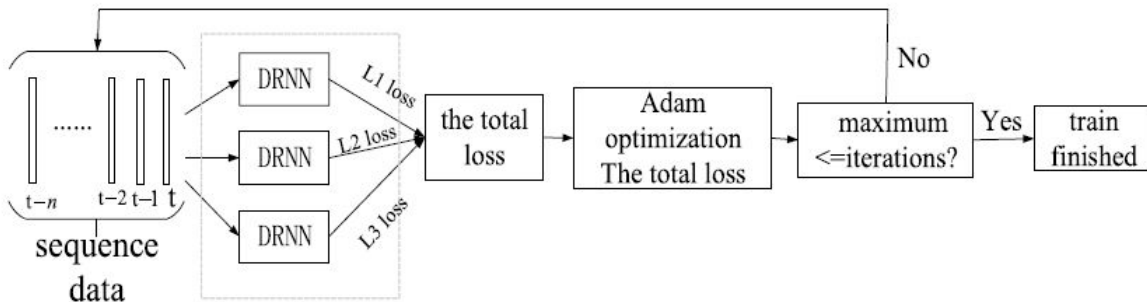 No
DRNN
L1 loss
......
DRNN
L2 loss
the total
loss
Adam
optimization
The total loss
maximum
<=iterations?
Yes
train
finished
t-n
t-2 t-1 t
DRNN
L3 loss
sequence
data